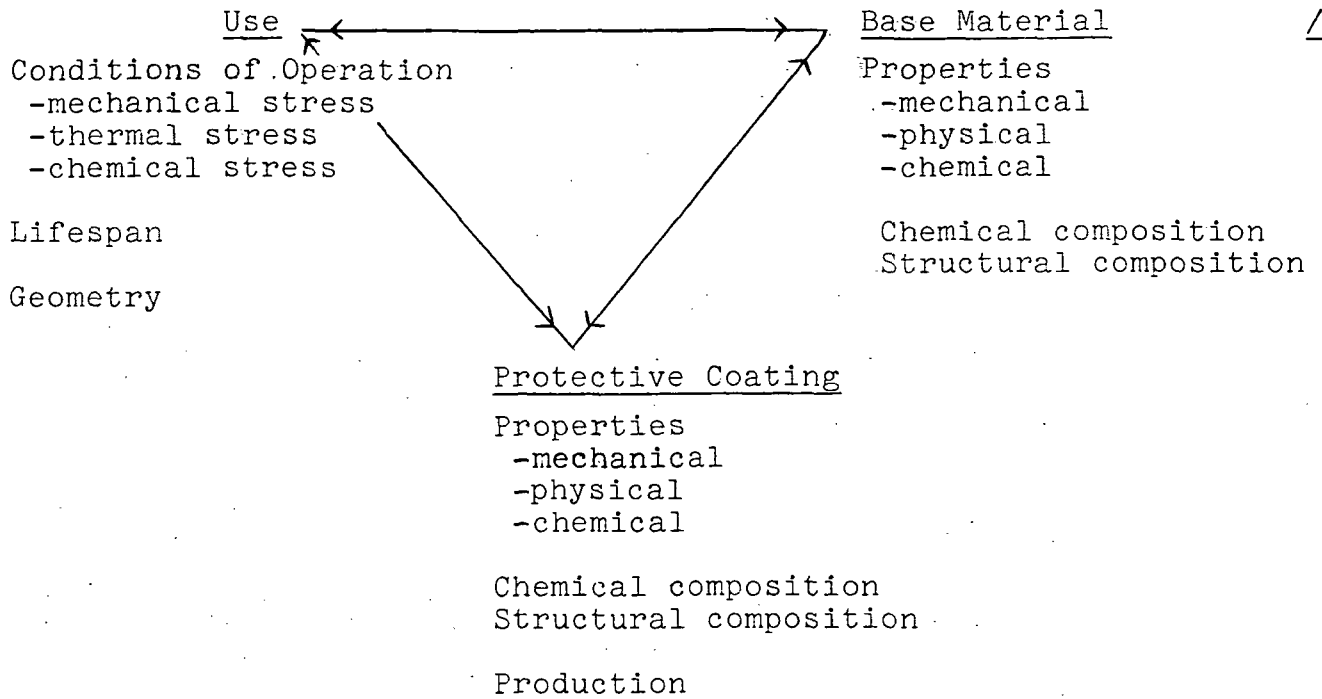 Use
Conditions of Operation
-mechanical stress
-thermal stress
-chemical stress
Lifespan
Geometry
Base Material
Properties
-mechanical
-physical
-chemical
Chemical composition
Structural composition
/
Protective Coating
Properties
-mechanical
-physical
-chemical
Chemical composition
Structural composition
Production